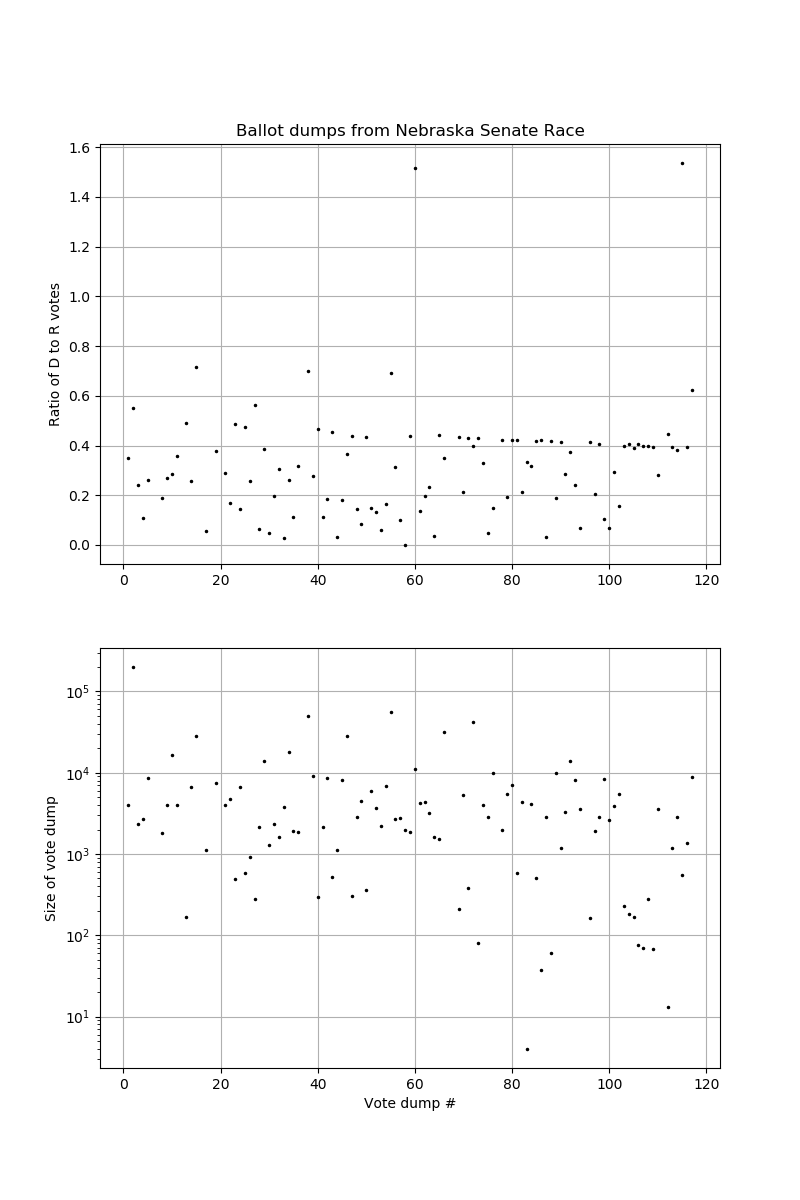 Ballot dumps from Nebraska Senate Race
1.6
1.4
1.2
1.0
0.8
0.6
0.4
0.2
0.0
Ratio of D to R votes
0 20 40 60 80 100 120
10⁵
10⁴
10³
10²
10¹
Size of vote dump
0 20 40 60 80 100 120
Vote dump #